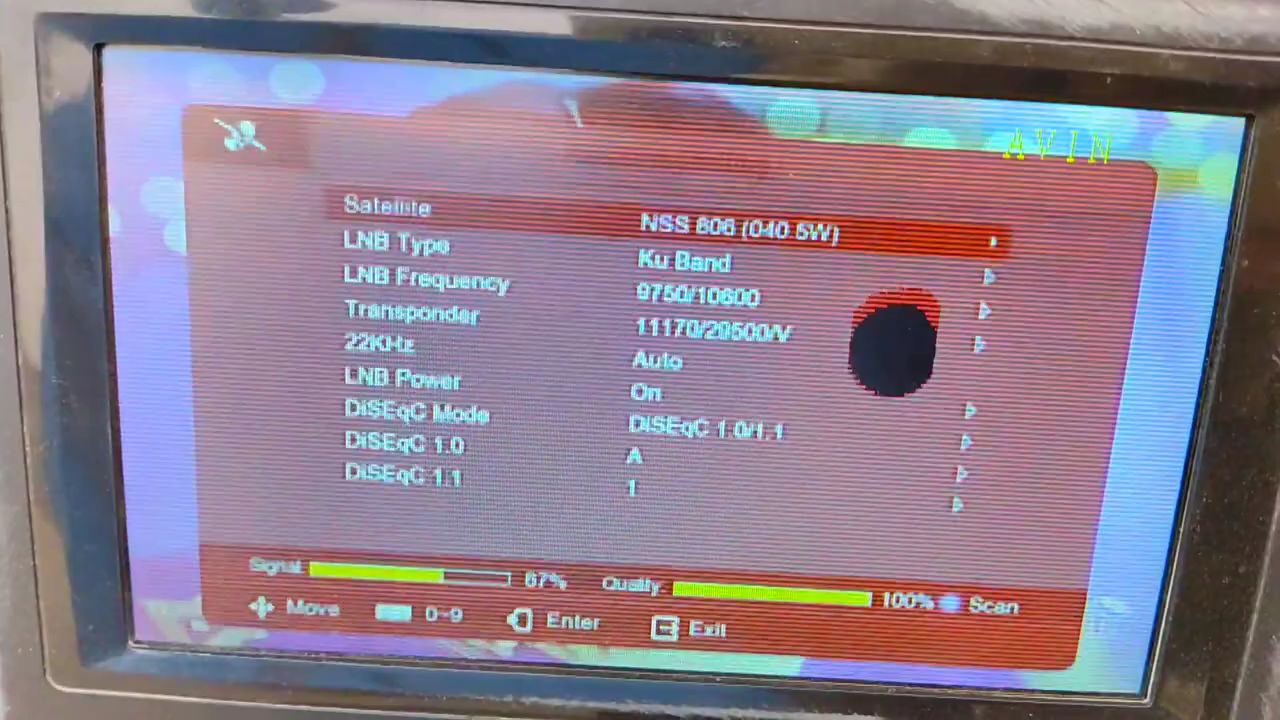 AVIN
Satellite NSS 806 (040.5W)
LNB Type Ku Band
LNB Frequency 9750/10600
Transponder 11170/29500/V
22KHz Auto
LNB Power On
DiSEqC Mode DiSEqC 1.0/1.1
DiSEqC 1.0 A
DiSEqC 1.1 1
Signal 67% Quality 100% Scan
Move 0-9 Enter Exit